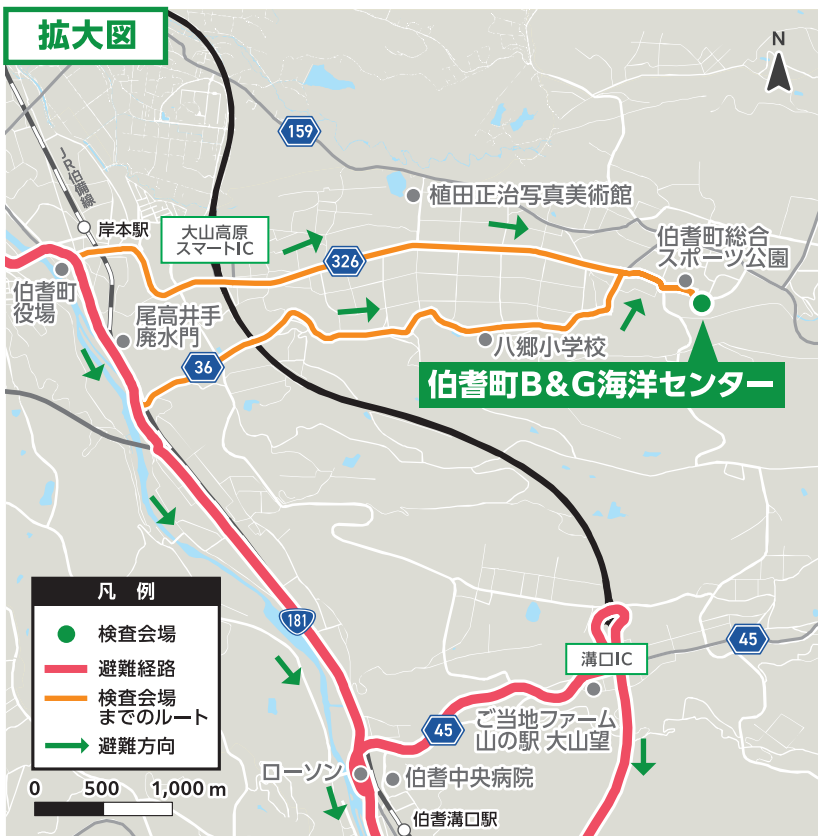 拡大図
N
159
JR伯備線
植田正治写真美術館
岸本駅
大山高原
スマートIC
伯耆町総合
スポーツ公園
326
伯耆町
役場
尾高井手
廃水門
八郷小学校
36
伯耆町B&G海洋センター
凡 例
検査会場
避難経路
検査会場
までのルート
避難方向
181
溝口IC
45
ご当地ファーム
山の駅 大山望
45
ローソン
伯耆中央病院
伯耆溝口駅
0 500 1,000 m